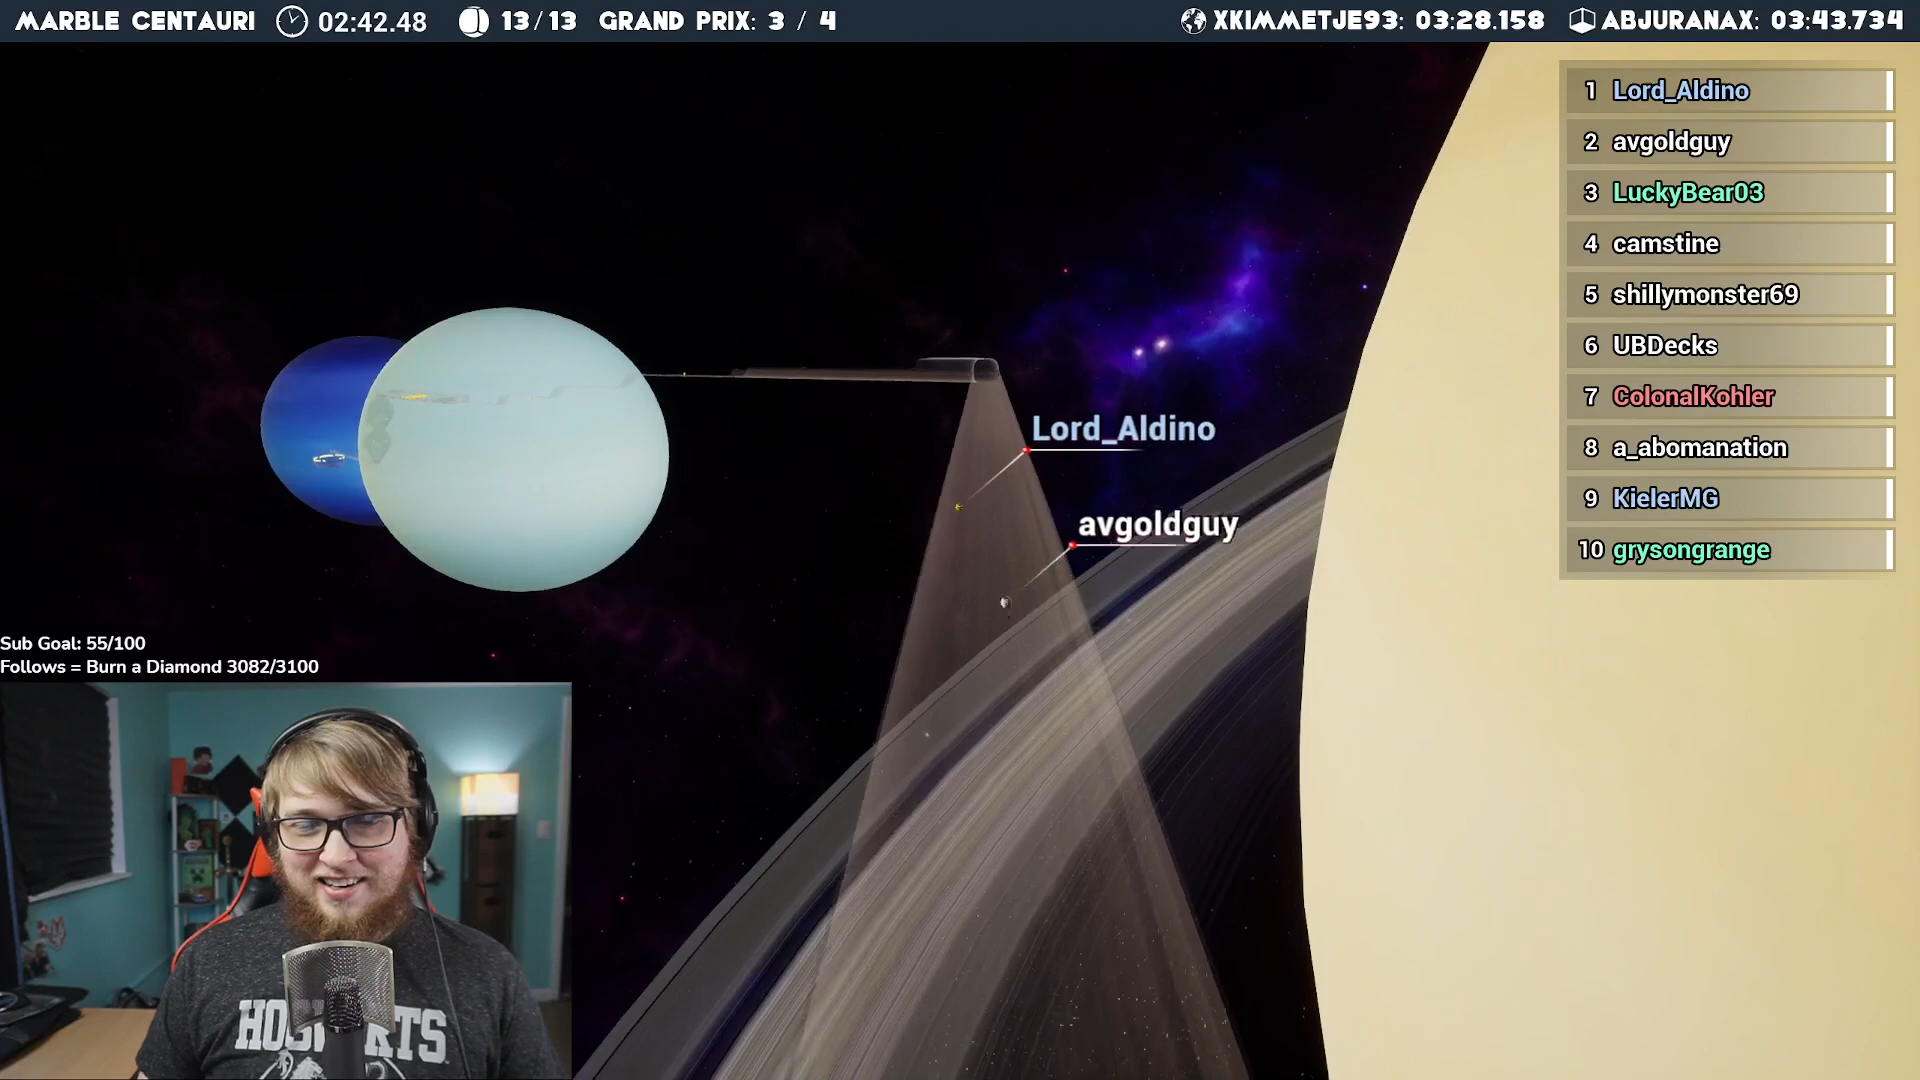 MARBLE CENTAURI 02:42.48 13/13 GRAND PRIX: 3 / 4 XKIMMETJE93: 03:28.158 ABJURANAX: 03:43.734
1 Lord_Aldino
2 avgoldguy
3 LuckyBear03
4 camstine
5 shillymonster69
6 UBDecks
7 ColonalKohler
8 a_abomanation
9 KielerMG
10 grysongrange
Lord_Aldino
avgoldguy
Sub Goal: 55/100
Follows = Burn a Diamond 3082/3100